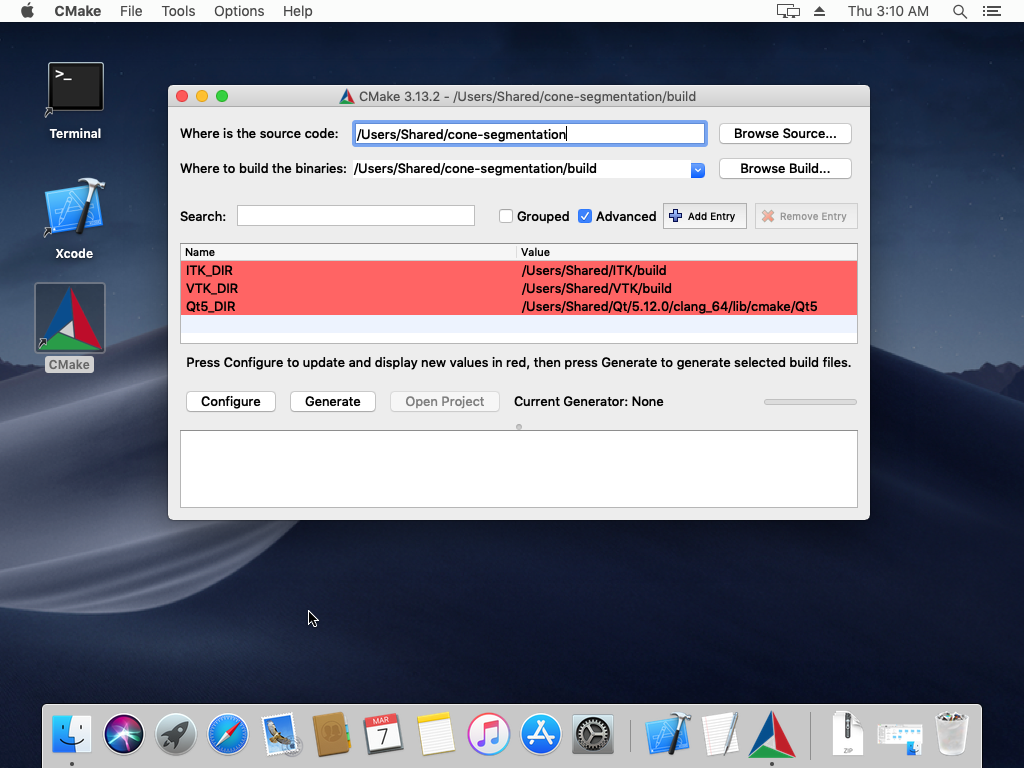 CMake File Tools Options Help Thu 3:10 AM
>_
Terminal
Xcode
CMake
CMake 3.13.2 - /Users/Shared/cone-segmentation/build
Where is the source code: /Users/Shared/cone-segmentation Browse Source...
Where to build the binaries: /Users/Shared/cone-segmentation/build Browse Build...
Search: Grouped Advanced Add Entry Remove Entry
Name Value
ITK_DIR /Users/Shared/ITK/build
VTK_DIR /Users/Shared/VTK/build
Qt5_DIR /Users/Shared/Qt/5.12.0/clang_64/lib/cmake/Qt5
Press Configure to update and display new values in red, then press Generate to generate selected build files.
Configure Generate Open Project Current Generator: None
MAR
7
ZIP